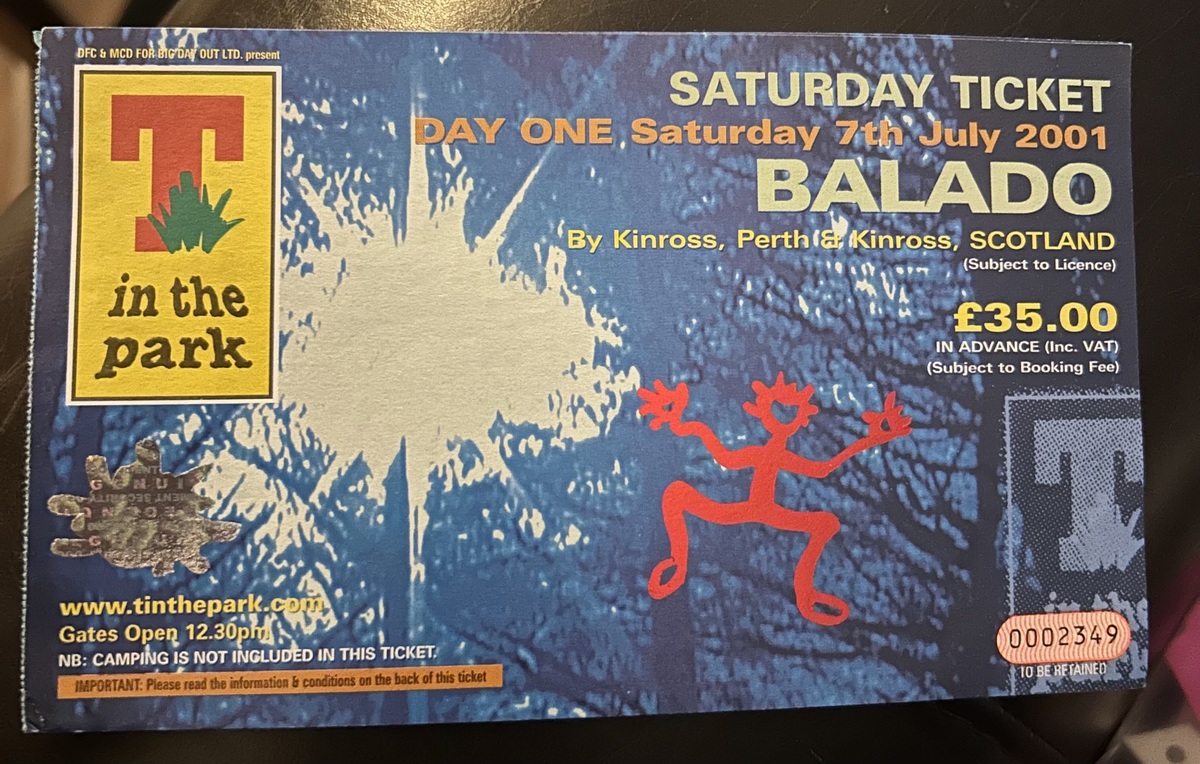 DFC & MCD FOR BIG DAY OUT LTD. present
T
in the
park
SATURDAY TICKET
DAY ONE Saturday 7th July 2001
BALADO
By Kinross, Perth & Kinross, SCOTLAND
(Subject to Licence)
£35.00
IN ADVANCE (Inc. VAT)
(Subject to Booking Fee)
T
www.tinthepark.com
Gates Open 12.30pm
NB: CAMPING IS NOT INCLUDED IN THIS TICKET.
IMPORTANT: Please read the information & conditions on the back of this ticket
0002349
TO BE RETAINED